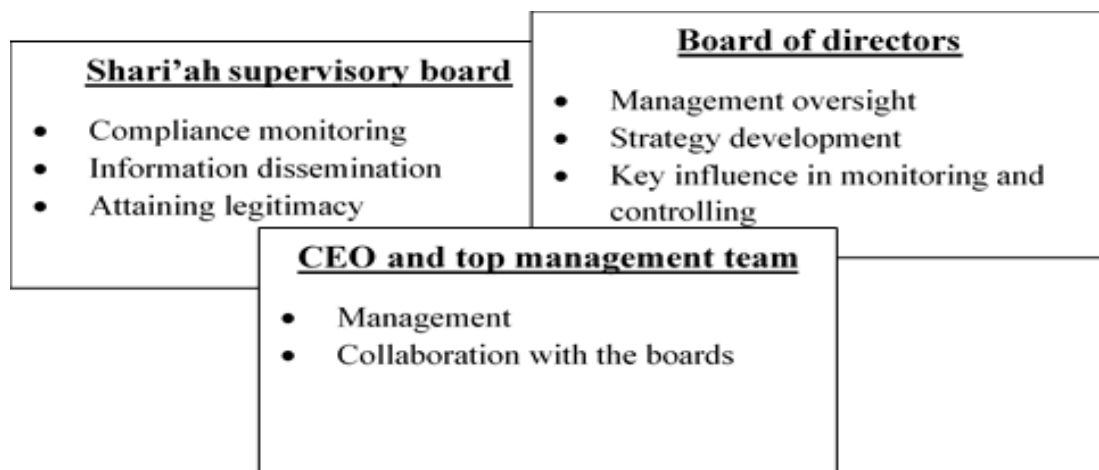 Shari’ah supervisory board
• Compliance monitoring
• Information dissemination
• Attaining legitimacy
Board of directors
• Management oversight
• Strategy development
• Key influence in monitoring and
controlling
CEO and top management team
• Management
• Collaboration with the boards